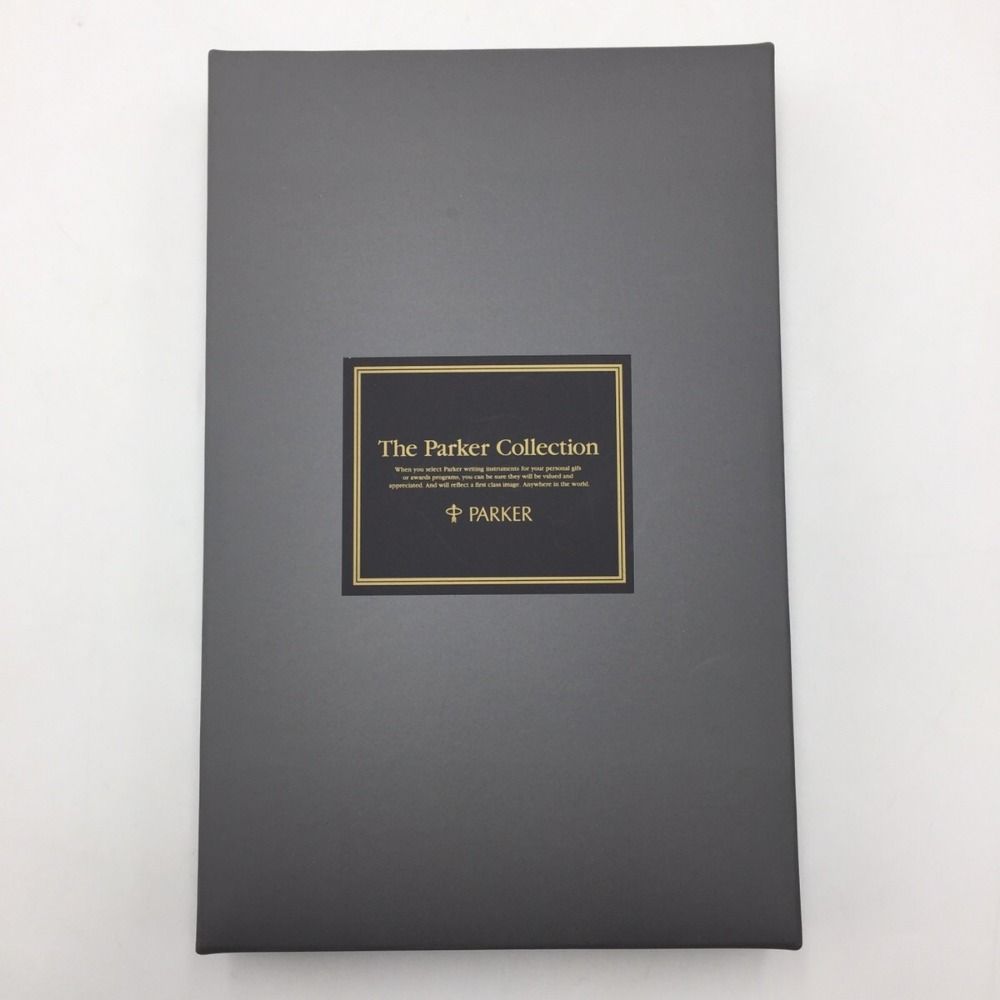 The Parker Collection
When you select Parker writing instruments for your personal gifs
or awards programs, you can be sure they will be valued and
appreciated. And will reflect a first class image. Anywhere in the world.
PARKER